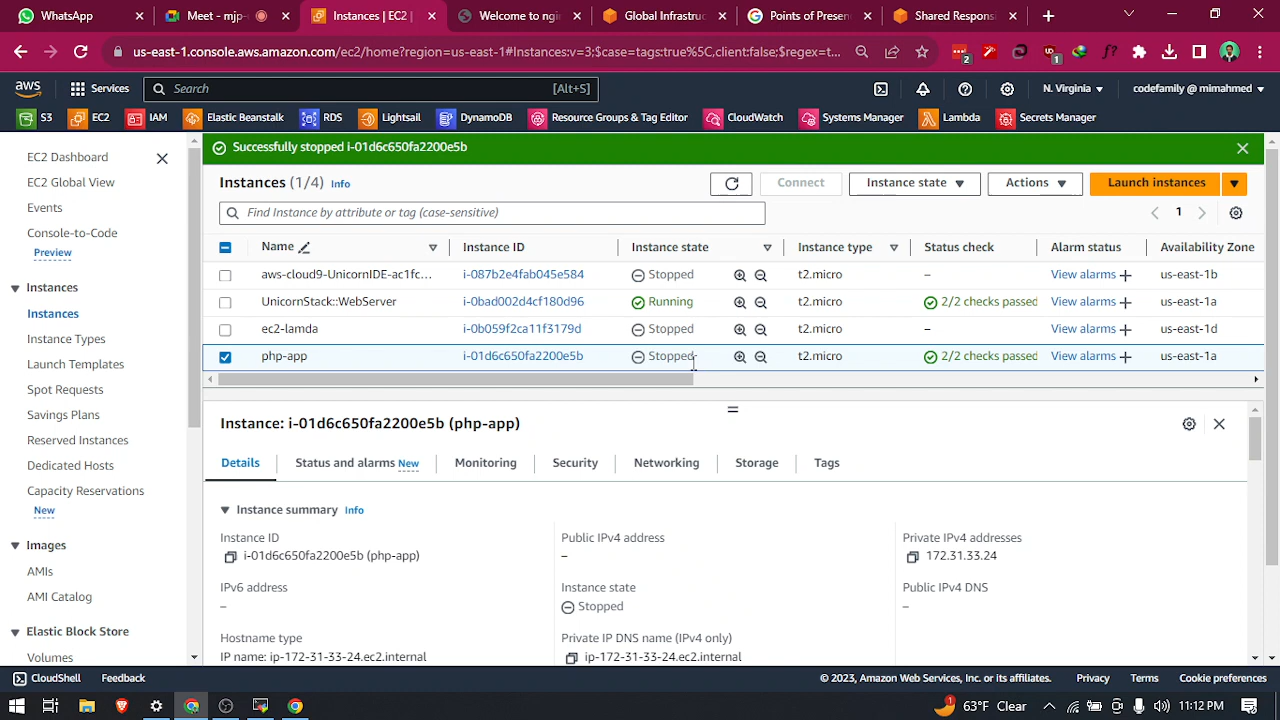 WhatsApp
Meet - mjp-
Instances | EC2 |
Welcome to ngi
Global Infrastruc
Points of Presen
Shared Respons
us-east-1.console.aws.amazon.com/ec2/home?region=us-east-1#Instances:v=3;$case=tags:true%5C,client:false;$regex=t...
aws
Services
Search
[Alt+S]
N. Virginia
codefamily @ mimahmed
S3
EC2
IAM
Elastic Beanstalk
RDS
Lightsail
DynamoDB
Resource Groups & Tag Editor
CloudWatch
Systems Manager
Lambda
Secrets Manager
EC2 Dashboard
EC2 Global View
Events
Console-to-Code
Preview
Instances
Instances
Instance Types
Launch Templates
Spot Requests
Savings Plans
Reserved Instances
Dedicated Hosts
Capacity Reservations
New
Images
AMIs
AMI Catalog
Elastic Block Store
Volumes
Successfully stopped i-01d6c650fa2200e5b
Instances (1/4) Info
Connect
Instance state
Actions
Launch instances
Find Instance by attribute or tag (case-sensitive)
1
Name Instance ID Instance state Instance type Status check Alarm status Availability Zone
aws-cloud9-UnicornIDE-ac1fc... i-087b2e4fab045e584 Stopped t2.micro – View alarms + us-east-1b
UnicornStack::WebServer i-0bad002d4cf180d96 Running t2.micro 2/2 checks passed View alarms + us-east-1a
ec2-lamda i-0b059f2ca11f3179d Stopped t2.micro – View alarms + us-east-1d
php-app i-01d6c650fa2200e5b Stopped t2.micro 2/2 checks passed View alarms + us-east-1a
Instance: i-01d6c650fa2200e5b (php-app)
Details
Status and alarms New
Monitoring
Security
Networking
Storage
Tags
Instance summary Info
Instance ID
i-01d6c650fa2200e5b (php-app)
Public IPv4 address
–
Private IPv4 addresses
172.31.33.24
IPv6 address
–
Instance state
Stopped
Public IPv4 DNS
–
Hostname type
IP name: ip-172-31-33-24.ec2.internal
Private IP DNS name (IPv4 only)
ip-172-31-33-24.ec2.internal
CloudShell
Feedback
© 2023, Amazon Web Services, Inc. or its affiliates.
Privacy
Terms
Cookie preferences
63°F Clear
11:12 PM